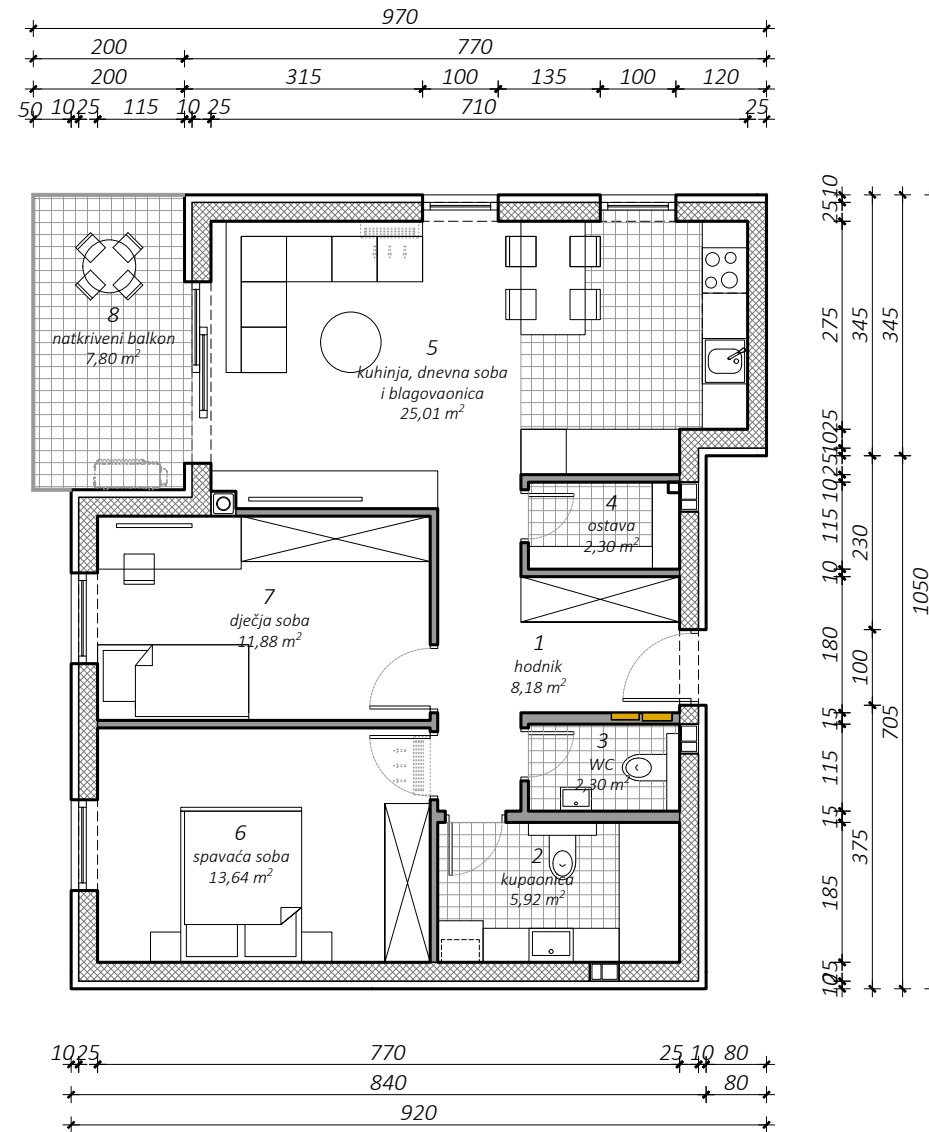 970
200 770
200 315 100 135 100 120
50 10 25 115 10 25 710 25
8
natkriveni balkon
7,80 m²
5
kuhinja, dnevna soba
i blagovaonica
25,01 m²
4
ostava
2,30 m²
7
dječja soba
11,88 m²
1
hodnik
8,18 m²
3
WC
2,30 m²
6
spavaća soba
13,64 m²
2
kupaonica
5,92 m²
25 10
275
10 25
10 25
115
10
180
15
115
15
185
10 25
345
230
100
375
345
705
1050
10 25 770 25 10 80
840 80
920